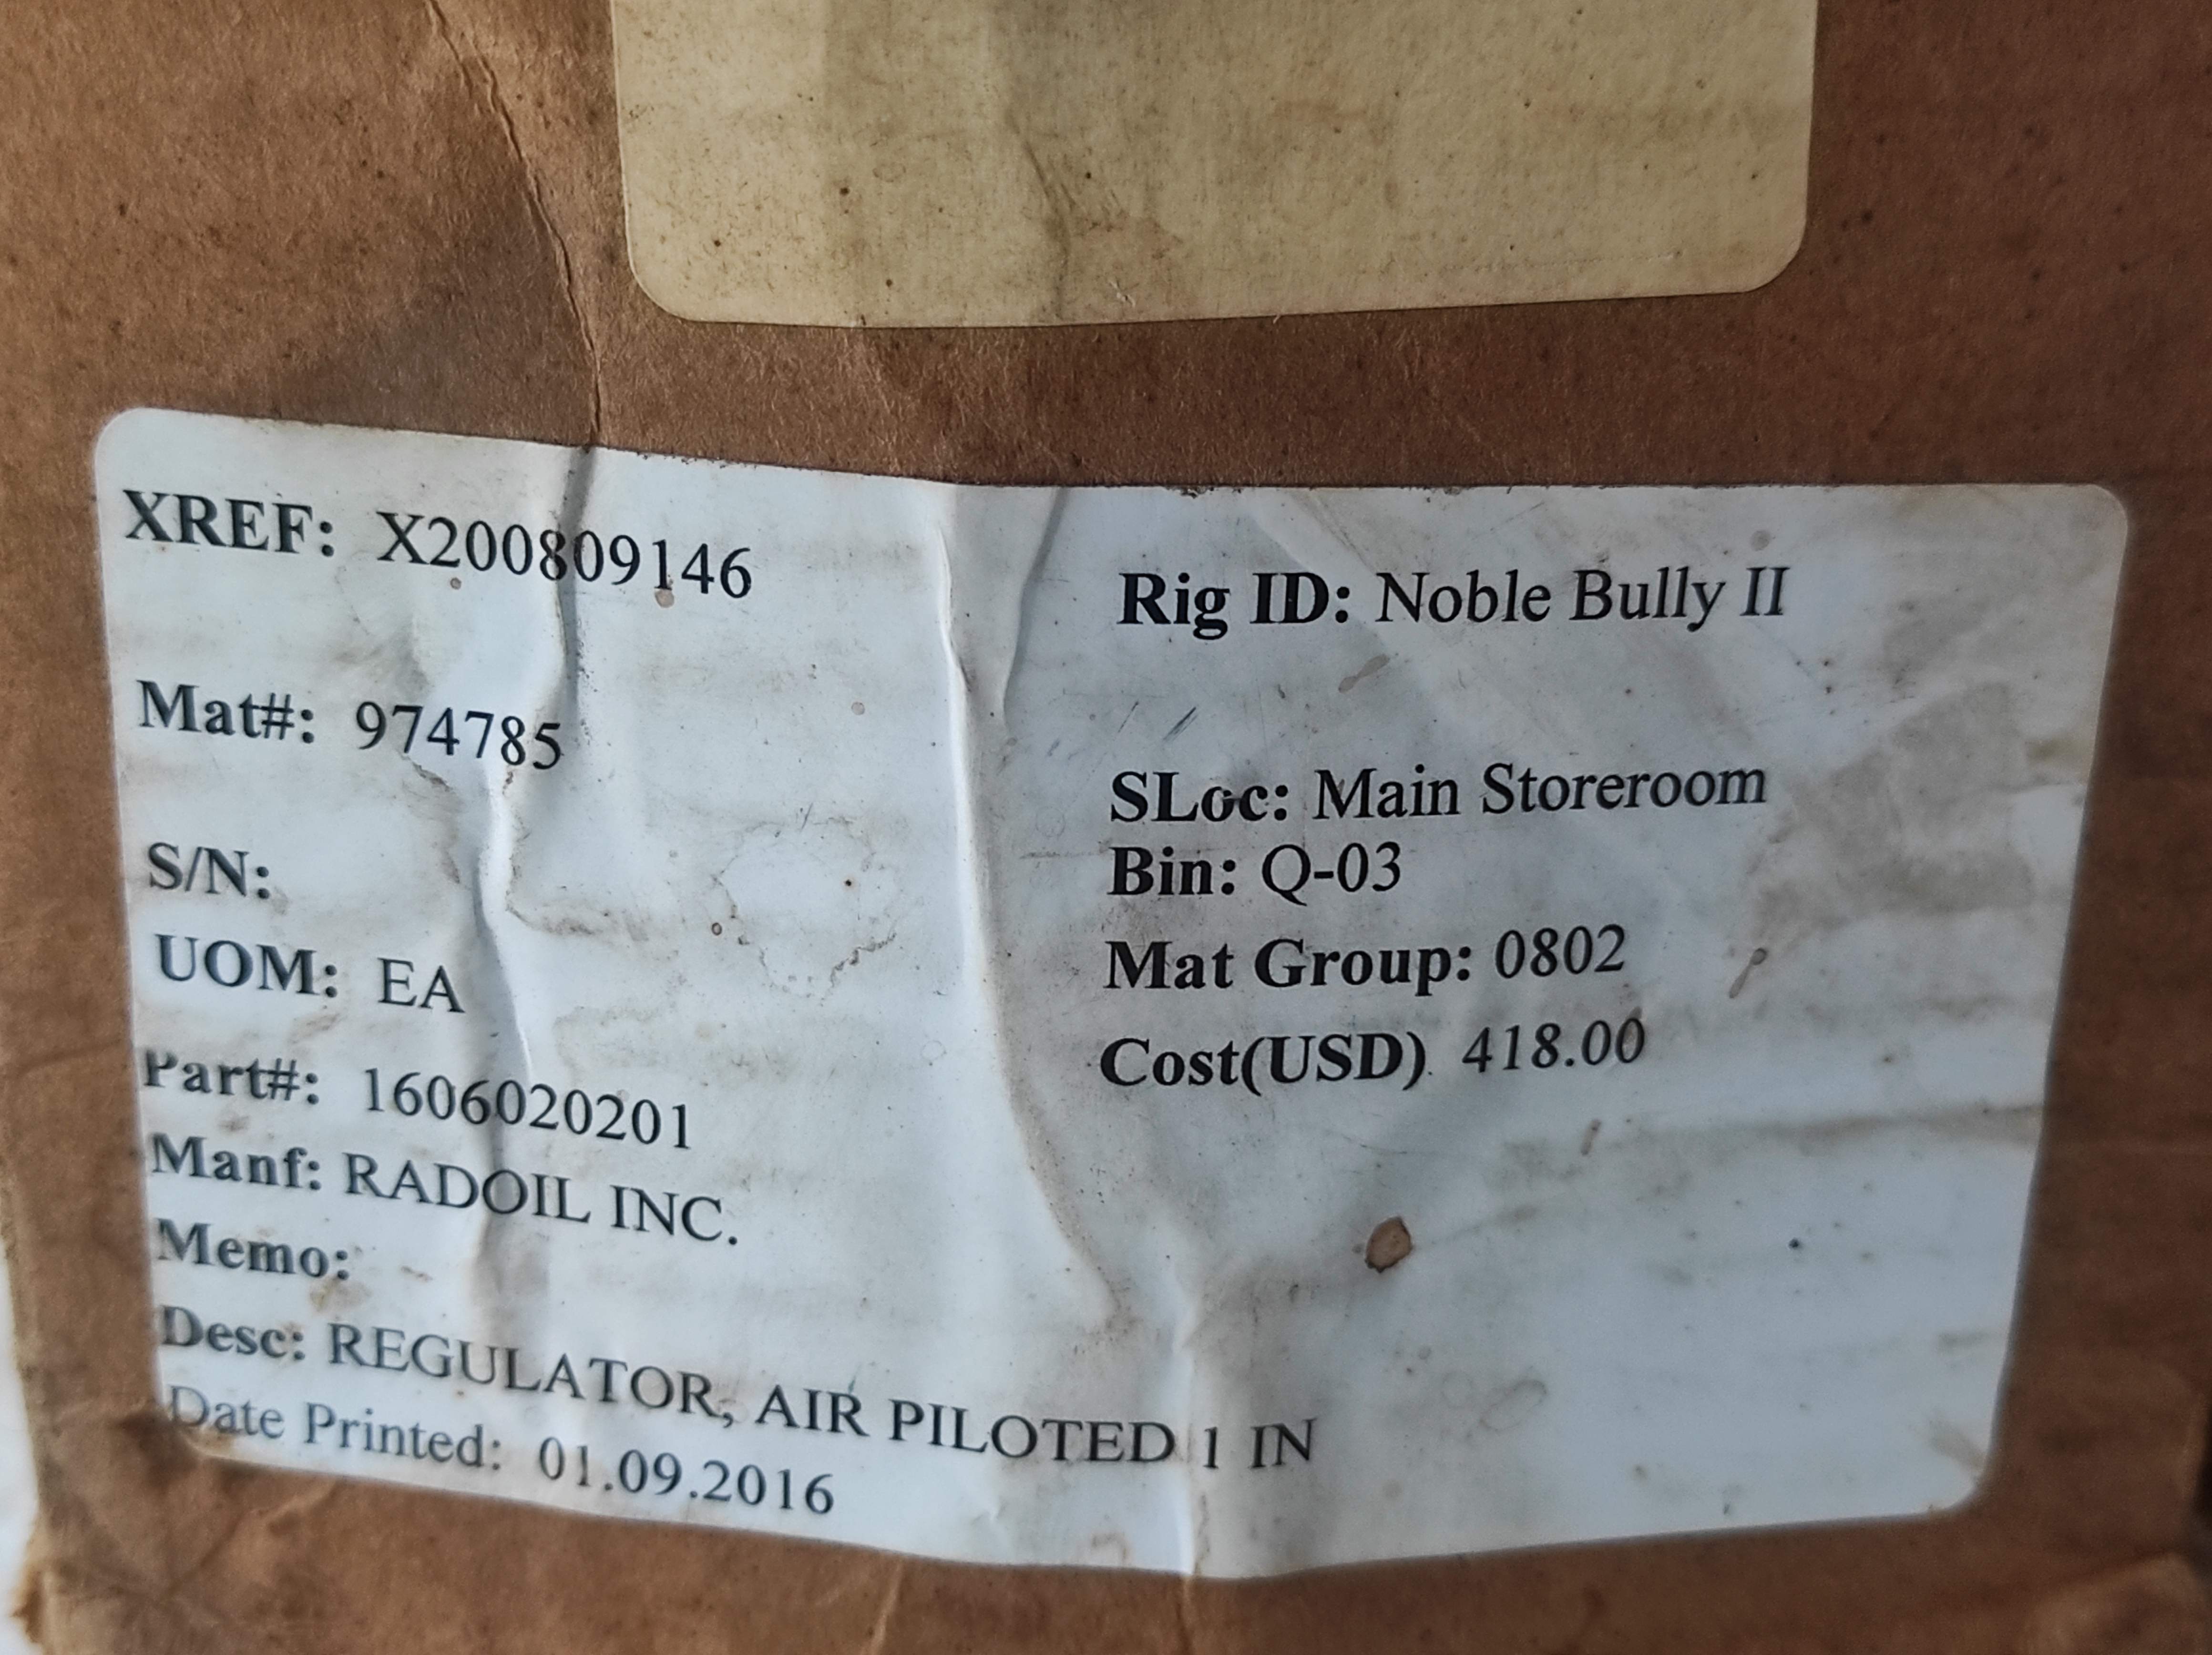 XREF: X200809146
Rig ID: Noble Bully II
Mat#: 974785
SLoc: Main Storeroom
S/N:
Bin: Q-03
UOM: EA
Mat Group: 0802
Part#: 1606020201
Cost(USD) 418.00
Manf: RADOIL INC.
Memo:
Desc: REGULATOR, AIR PILOTED 1 IN
Date Printed: 01.09.2016